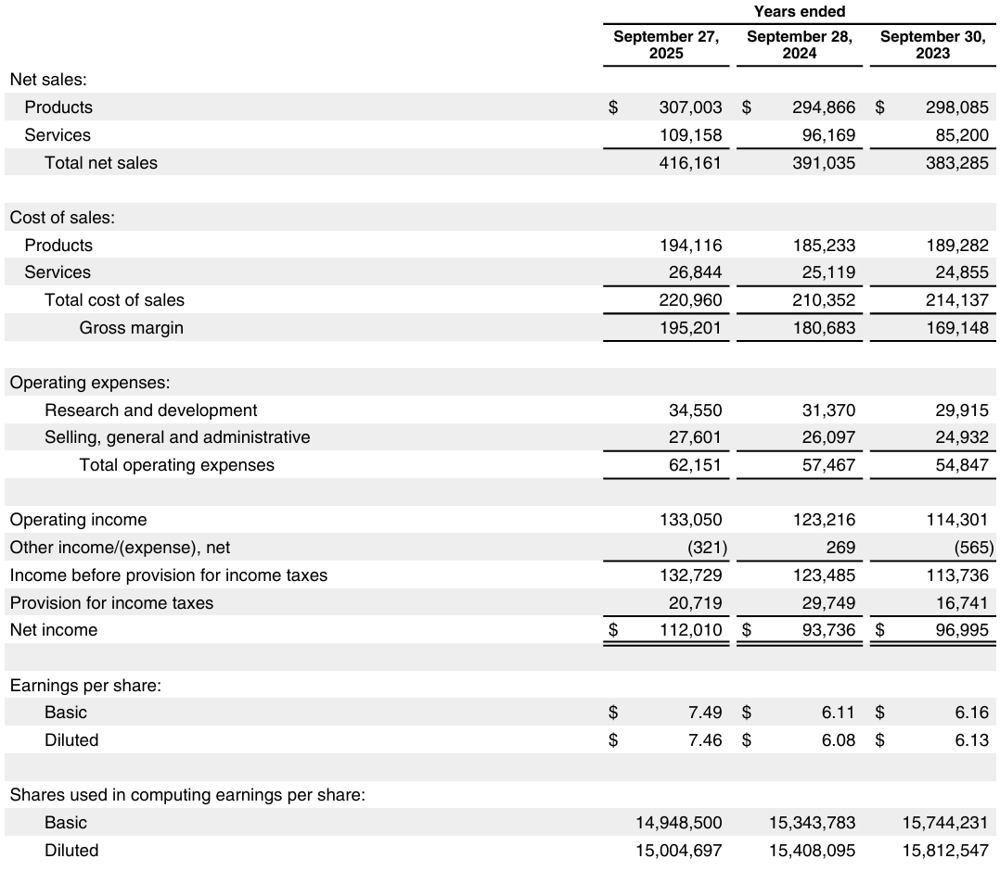 Years ended
September 27, 2025 September 28, 2024 September 30, 2023
Net sales:
Products $ 307,003 $ 294,866 $ 298,085
Services 109,158 96,169 85,200
Total net sales 416,161 391,035 383,285
Cost of sales:
Products 194,116 185,233 189,282
Services 26,844 25,119 24,855
Total cost of sales 220,960 210,352 214,137
Gross margin 195,201 180,683 169,148
Operating expenses:
Research and development 34,550 31,370 29,915
Selling, general and administrative 27,601 26,097 24,932
Total operating expenses 62,151 57,467 54,847
Operating income 133,050 123,216 114,301
Other income/(expense), net (321) 269 (565)
Income before provision for income taxes 132,729 123,485 113,736
Provision for income taxes 20,719 29,749 16,741
Net income $ 112,010 $ 93,736 $ 96,995
Earnings per share:
Basic $ 7.49 $ 6.11 $ 6.16
Diluted $ 7.46 $ 6.08 $ 6.13
Shares used in computing earnings per share:
Basic 14,948,500 15,343,783 15,744,231
Diluted 15,004,697 15,408,095 15,812,547